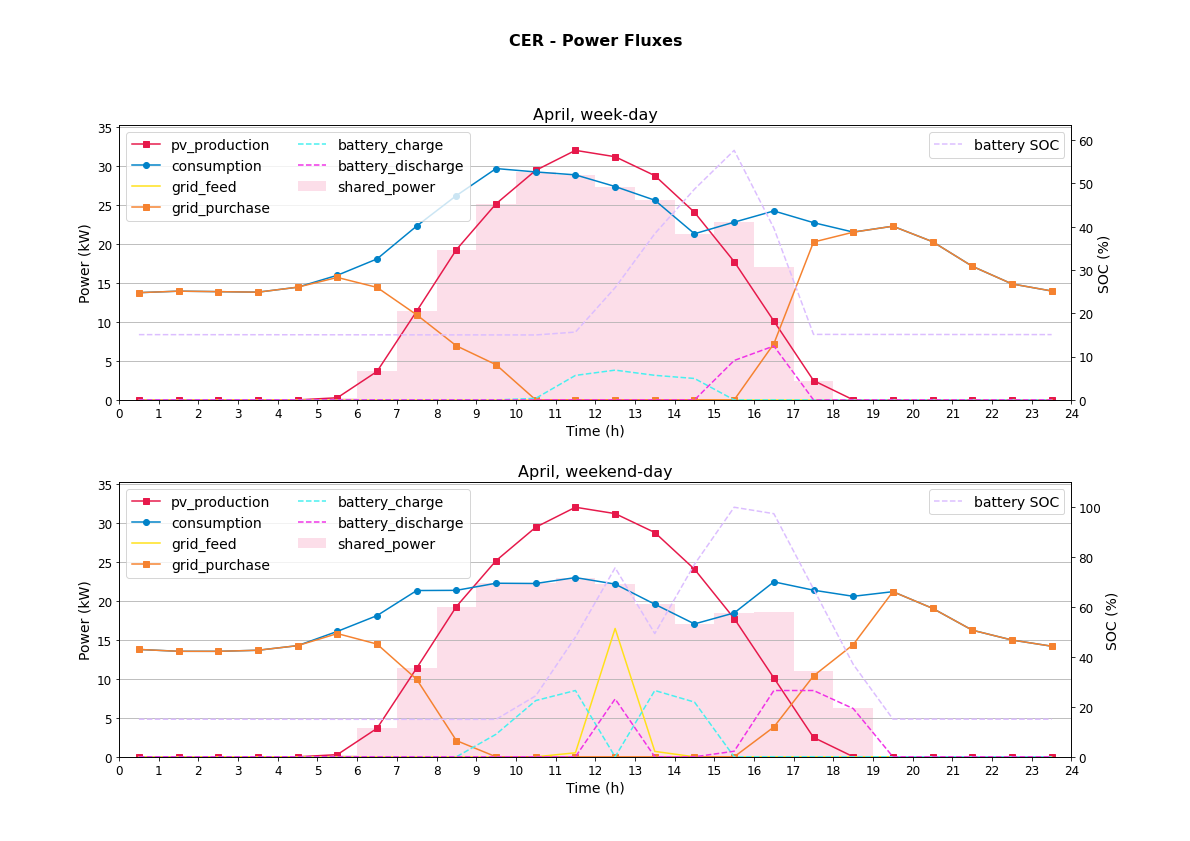 CER - Power Fluxes
April, week-day
pv_production
consumption
grid_feed
grid_purchase
battery_charge
battery_discharge
shared_power
battery SOC
35
30
25
20
15
10
5
0
Power (kW)
60
50
40
30
20
10
0
SOC (%)
0 1 2 3 4 5 6 7 8 9 10 11 12 13 14 15 16 17 18 19 20 21 22 23 24
Time (h)
April, weekend-day
pv_production
consumption
grid_feed
grid_purchase
battery_charge
battery_discharge
shared_power
battery SOC
35
30
25
20
15
10
5
0
Power (kW)
100
80
60
40
20
0
SOC (%)
0 1 2 3 4 5 6 7 8 9 10 11 12 13 14 15 16 17 18 19 20 21 22 23 24
Time (h)